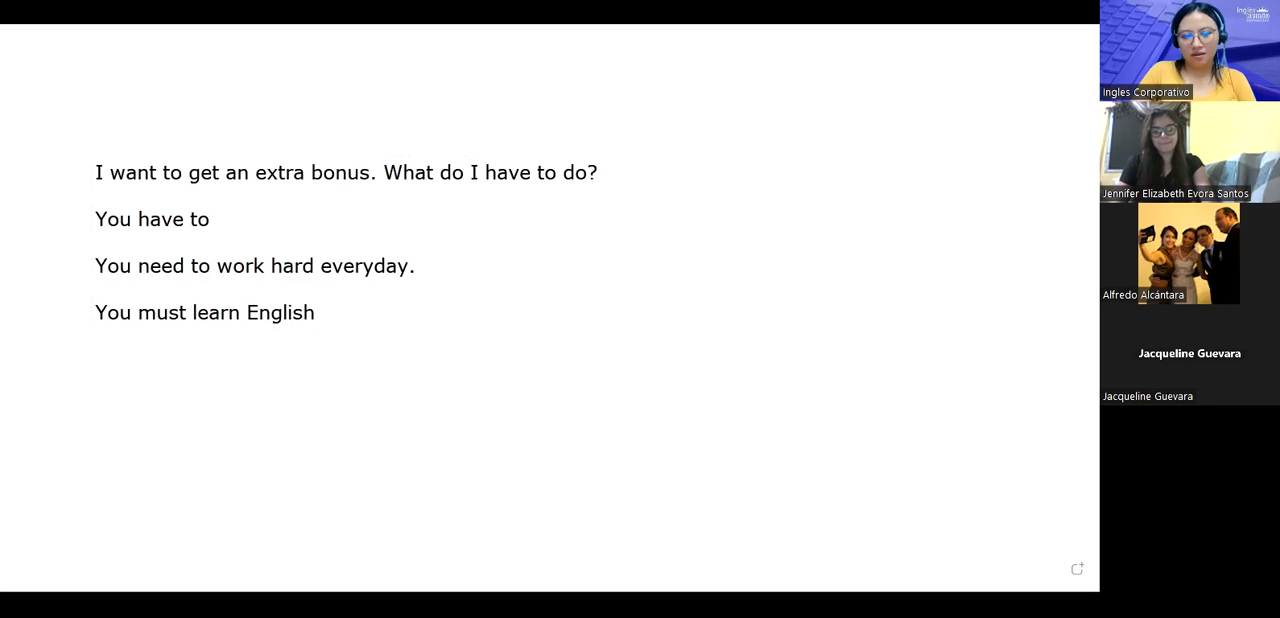 I want to get an extra bonus. What do I have to do?
You have to
You need to work hard everyday.
You must learn English
Ingles Corporativo
Jennifer Elizabeth Evora Santos
Alfredo Alcántara
Jacqueline Guevara
Jacqueline Guevara